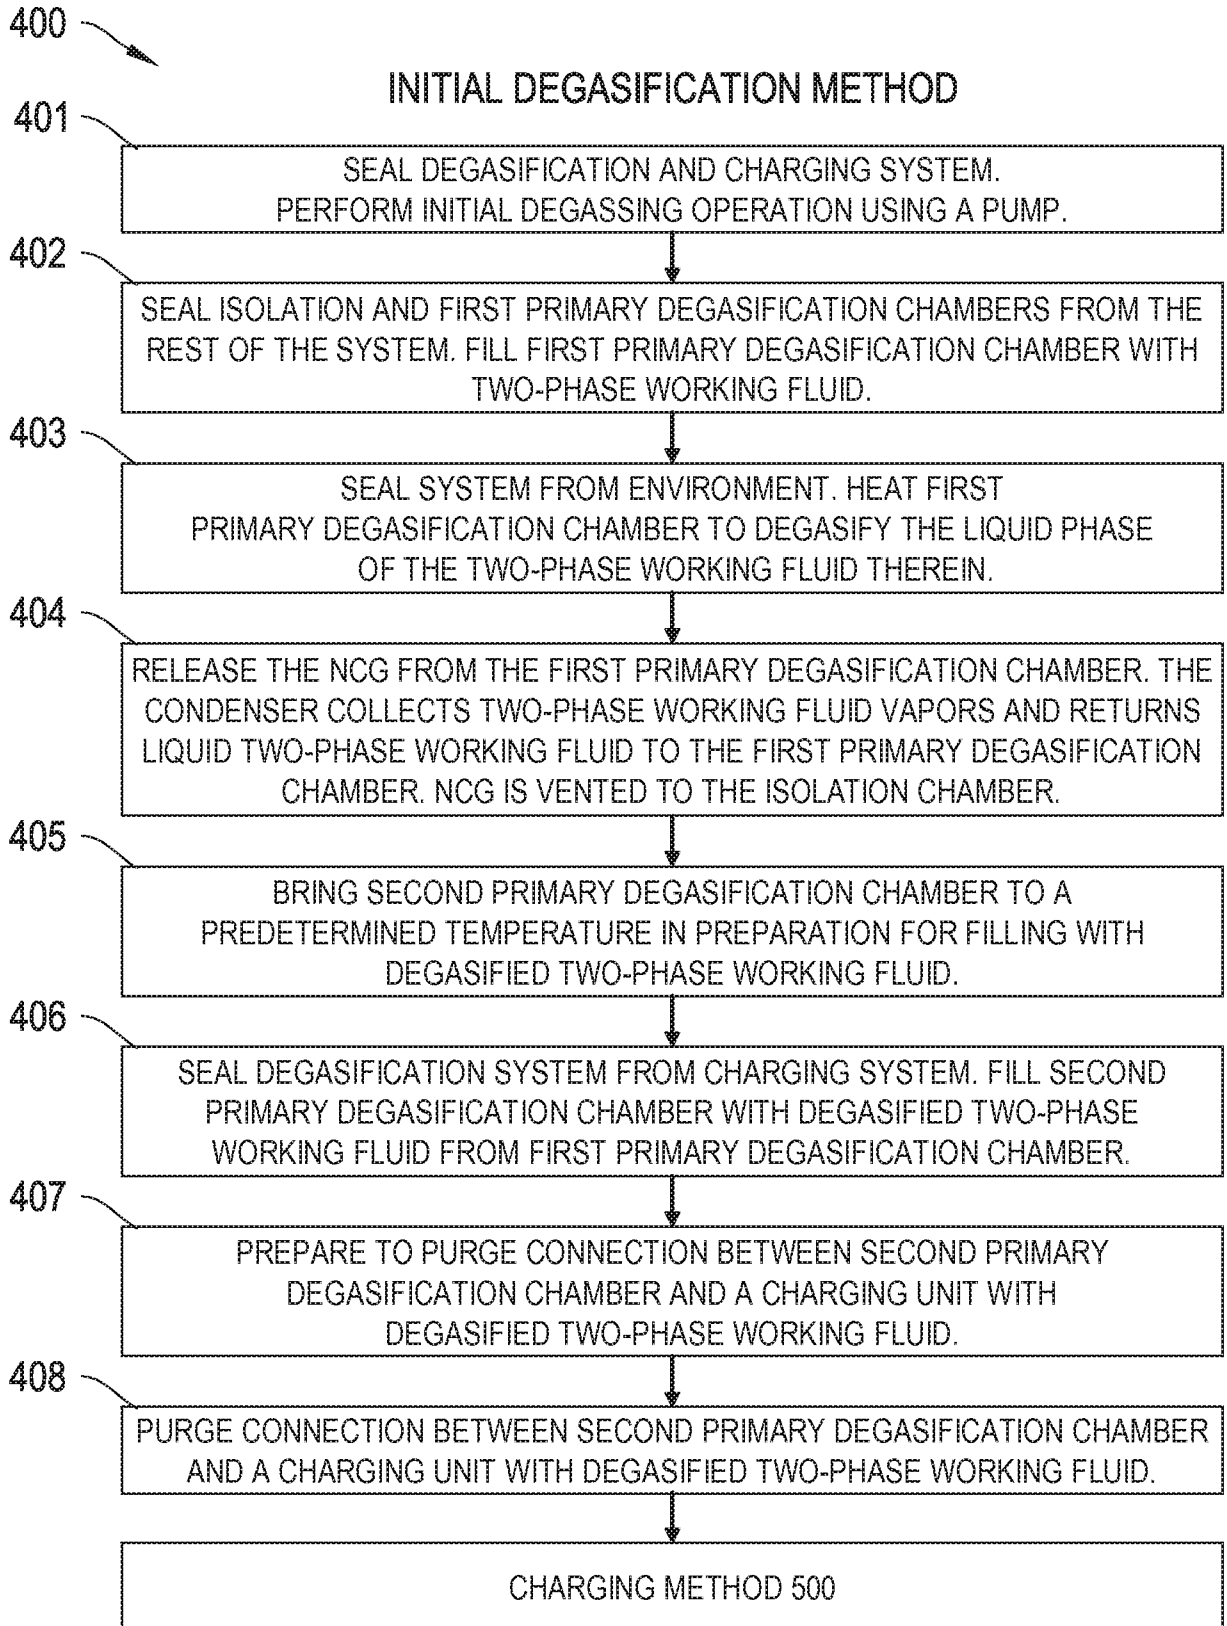 400
INITIAL DEGASIFICATION METHOD
401
SEAL DEGASIFICATION AND CHARGING SYSTEM.
PERFORM INITIAL DEGASSING OPERATION USING A PUMP.
402
SEAL ISOLATION AND FIRST PRIMARY DEGASIFICATION CHAMBERS FROM THE
REST OF THE SYSTEM. FILL FIRST PRIMARY DEGASIFICATION CHAMBER WITH
TWO-PHASE WORKING FLUID.
403
SEAL SYSTEM FROM ENVIRONMENT. HEAT FIRST
PRIMARY DEGASIFICATION CHAMBER TO DEGASIFY THE LIQUID PHASE
OF THE TWO-PHASE WORKING FLUID THEREIN.
404
RELEASE THE NCG FROM THE FIRST PRIMARY DEGASIFICATION CHAMBER. THE
CONDENSER COLLECTS TWO-PHASE WORKING FLUID VAPORS AND RETURNS
LIQUID TWO-PHASE WORKING FLUID TO THE FIRST PRIMARY DEGASIFICATION
CHAMBER. NCG IS VENTED TO THE ISOLATION CHAMBER.
405
BRING SECOND PRIMARY DEGASIFICATION CHAMBER TO A
PREDETERMINED TEMPERATURE IN PREPARATION FOR FILLING WITH
DEGASIFIED TWO-PHASE WORKING FLUID.
406
SEAL DEGASIFICATION SYSTEM FROM CHARGING SYSTEM. FILL SECOND
PRIMARY DEGASIFICATION CHAMBER WITH DEGASIFIED TWO-PHASE
WORKING FLUID FROM FIRST PRIMARY DEGASIFICATION CHAMBER.
407
PREPARE TO PURGE CONNECTION BETWEEN SECOND PRIMARY
DEGASIFICATION CHAMBER AND A CHARGING UNIT WITH
DEGASIFIED TWO-PHASE WORKING FLUID.
408
PURGE CONNECTION BETWEEN SECOND PRIMARY DEGASIFICATION CHAMBER
AND A CHARGING UNIT WITH DEGASIFIED TWO-PHASE WORKING FLUID.
CHARGING METHOD 500